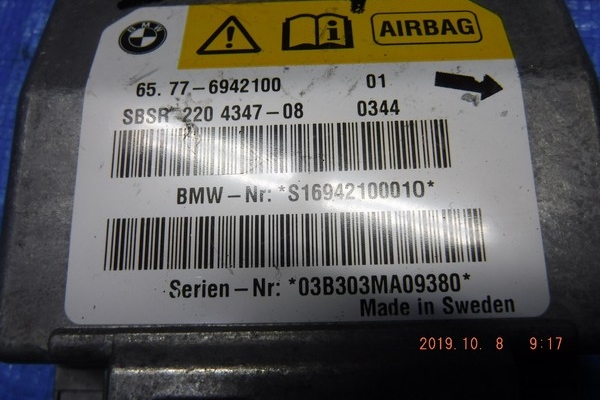 BMW
AIRBAG
65. 77-6942100 01
SBSR 220 4347-08 0344
BMW-Nr: *S16942100010*
Serien-Nr: *03B303MA09380*
Made in Sweden
2019.10. 8 9:17